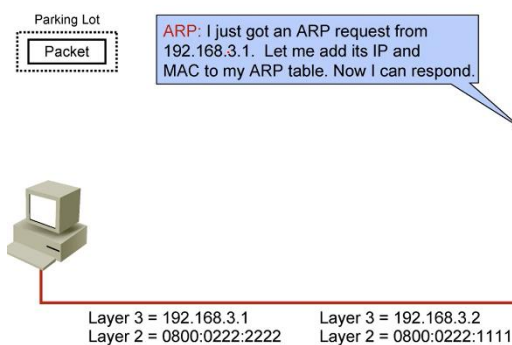 Parking Lot
Packet
ARP: I just got an ARP request from
192.168.3.1. Let me add its IP and
MAC to my ARP table. Now I can respond.
Layer 3 = 192.168.3.1
Layer 2 = 0800:0222:2222
Layer 3 = 192.168.3.2
Layer 2 = 0800:0222:1111